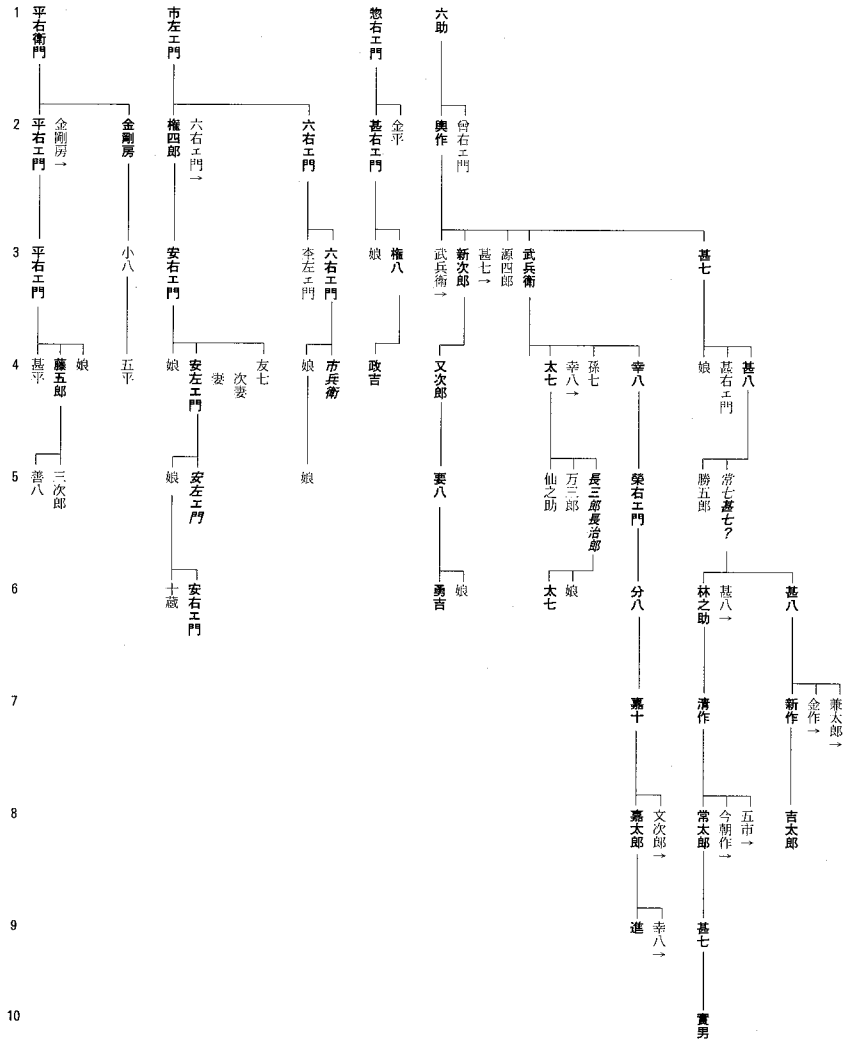 1 平右衛門 市左エ門 惣右エ門 六助
2 平右エ門 金剛房→ 金剛房 権四郎 六右エ門→ 六右エ門 甚右エ門 金平 興作 曾右エ門
3 平右エ門 小八 安右エ門 李左エ門 六右エ門 娘 権八 武兵衛→ 新次郎 甚七→ 源四郎 武兵衛 甚七
4 甚平 藤五郎 娘 五平 娘 安左エ門 妻 次妻 友七 娘 市兵衛 政吉 又次郎 太七 幸八→ 孫七 幸八 娘 甚右エ門 甚八
5 善八 三次郎 娘 安左エ門 娘 要八 仙之助 万三郎 長三郎長治郎 榮右エ門 勝五郎 常七甚七?
6 十蔵 安右エ門 勇吉 娘 太七 娘 分八 林之助 甚八→ 甚八
7 嘉十 清作 新作 金作→ 兼太郎→
8 嘉太郎 文次郎→ 常太郎 今朝作→ 五市→ 吉太郎
9 進 幸八→ 甚七
10 實男